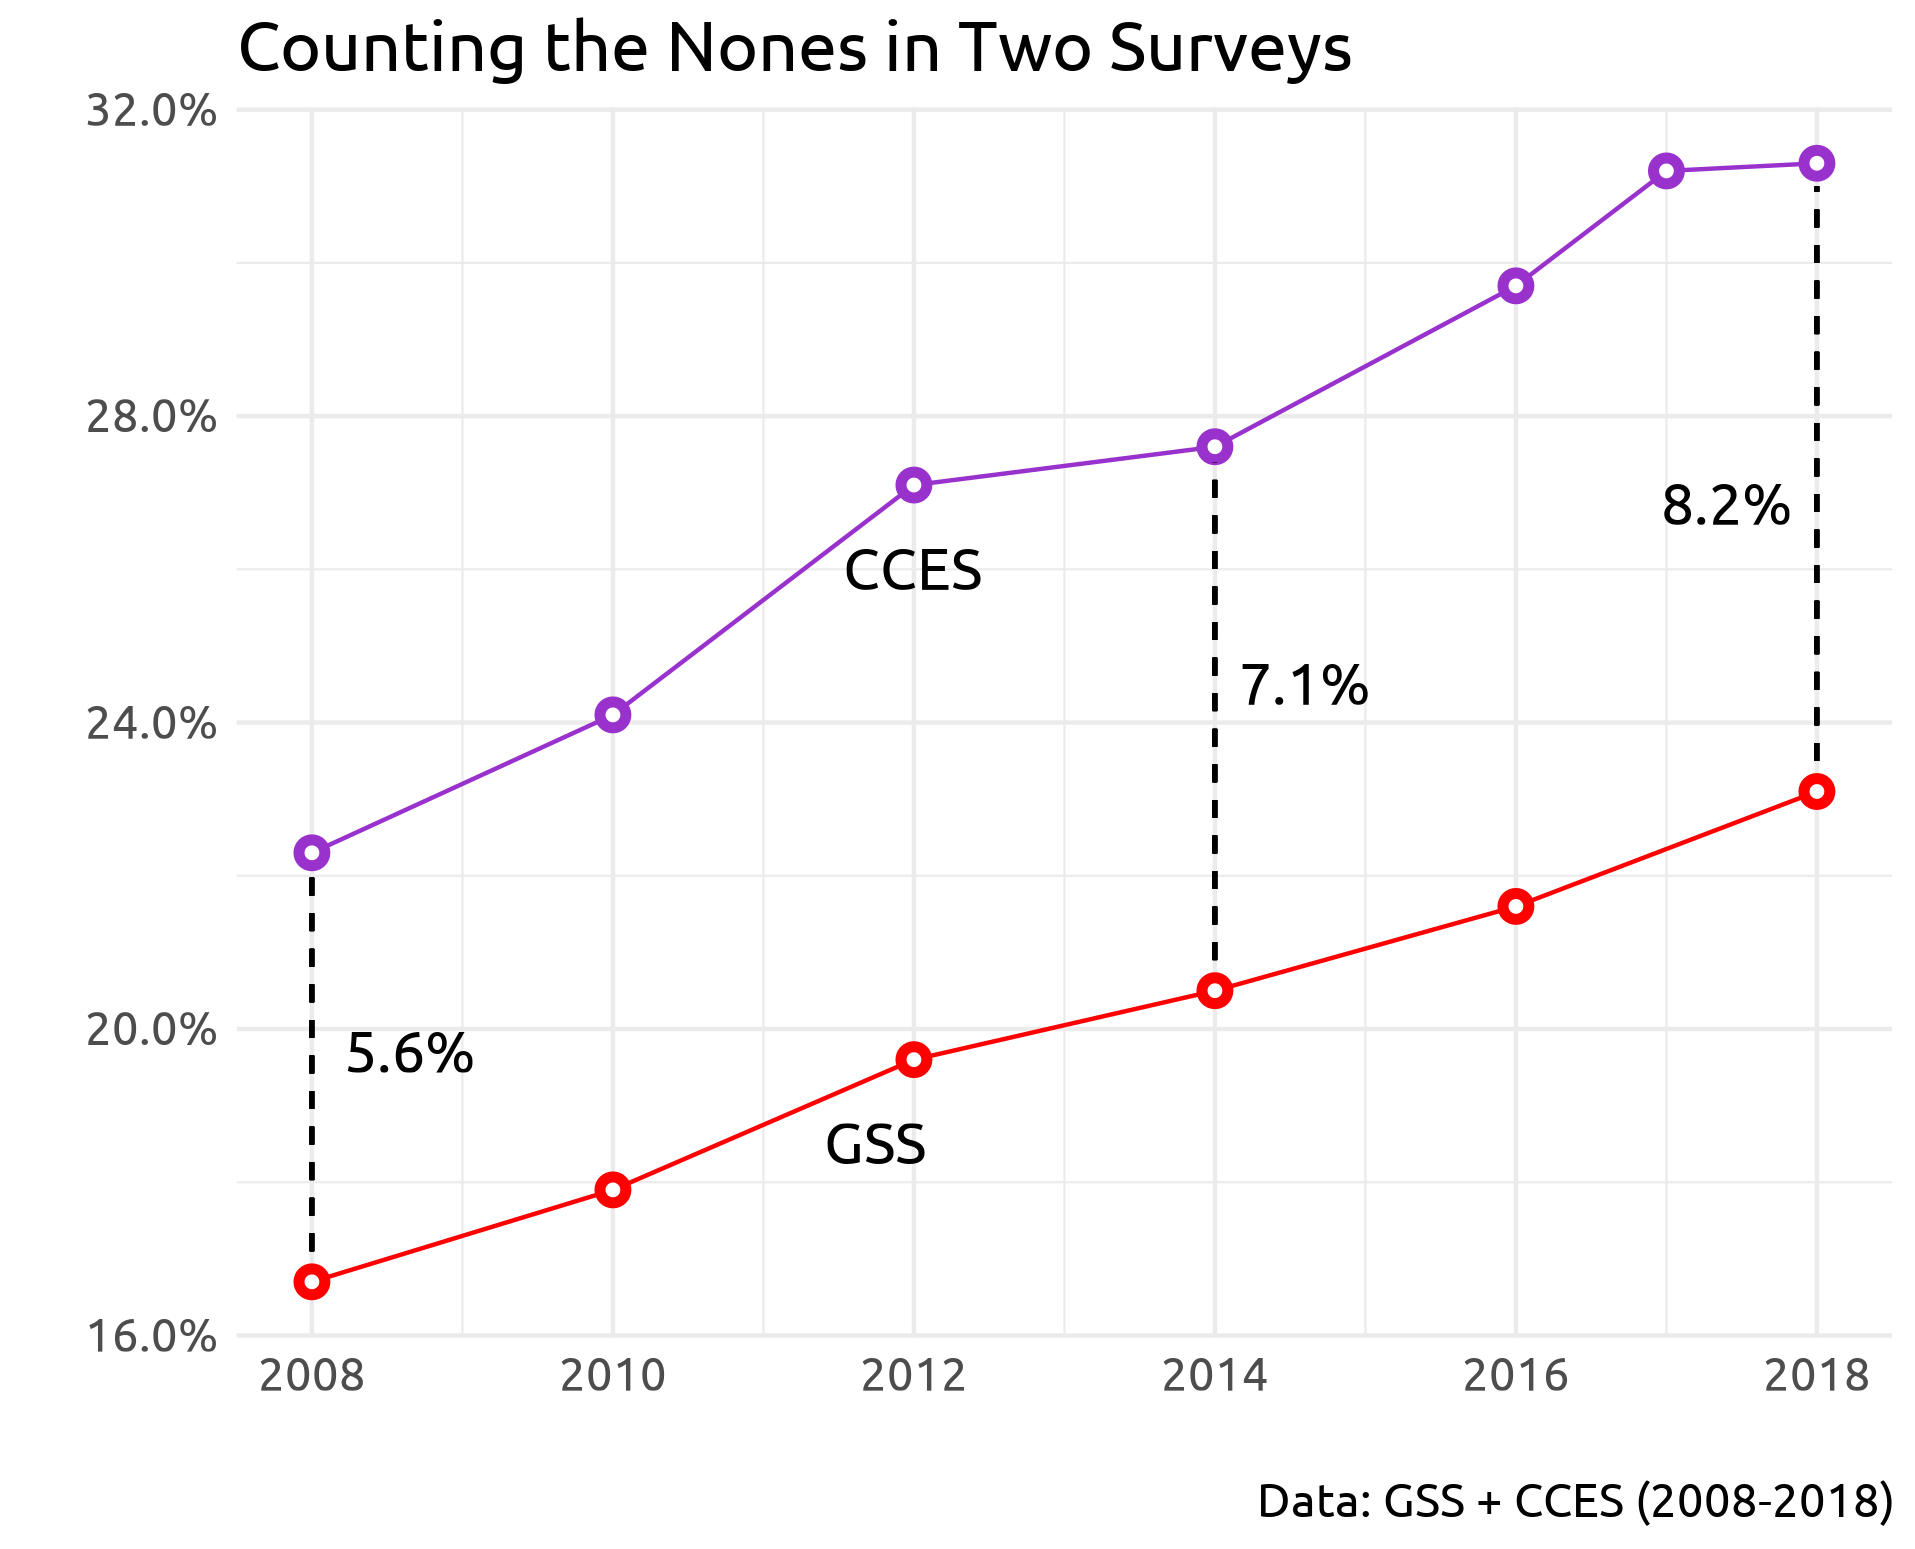 Counting the Nones in Two Surveys
32.0%
28.0%
8.2%
CCES
7.1%
24.0%
20.0%
5.6%
GSS
16.0%
2008 2010 2012 2014 2016 2018
Data: GSS + CCES (2008-2018)